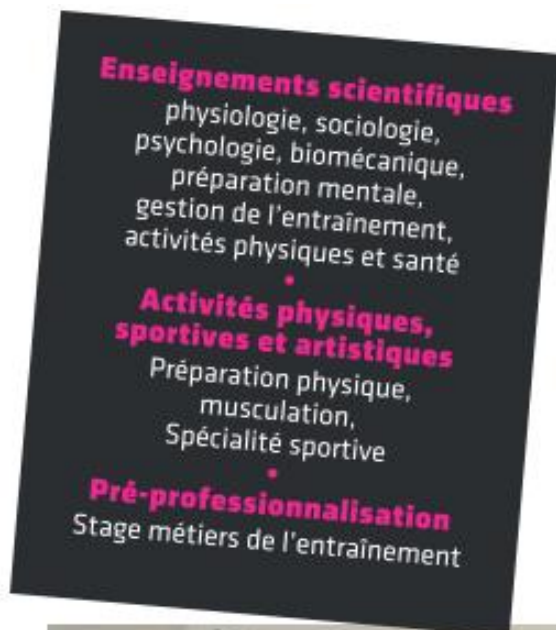 Enseignements scientifiques
physiologie, sociologie,
psychologie, biomécanique,
préparation mentale,
gestion de l'entraînement,
activités physiques et santé
•
Activités physiques,
sportives et artistiques
Préparation physique,
musculation,
Spécialité sportive
•
Pré-professionnalisation
Stage métiers de l'entraînement